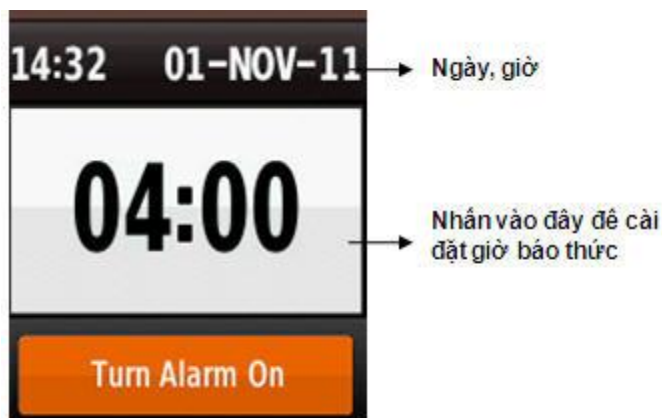 14:32 01-NOV-11
Ngày, giờ
04:00
Nhấn vào đây để cài
đặt giờ báo thức
Turn Alarm On